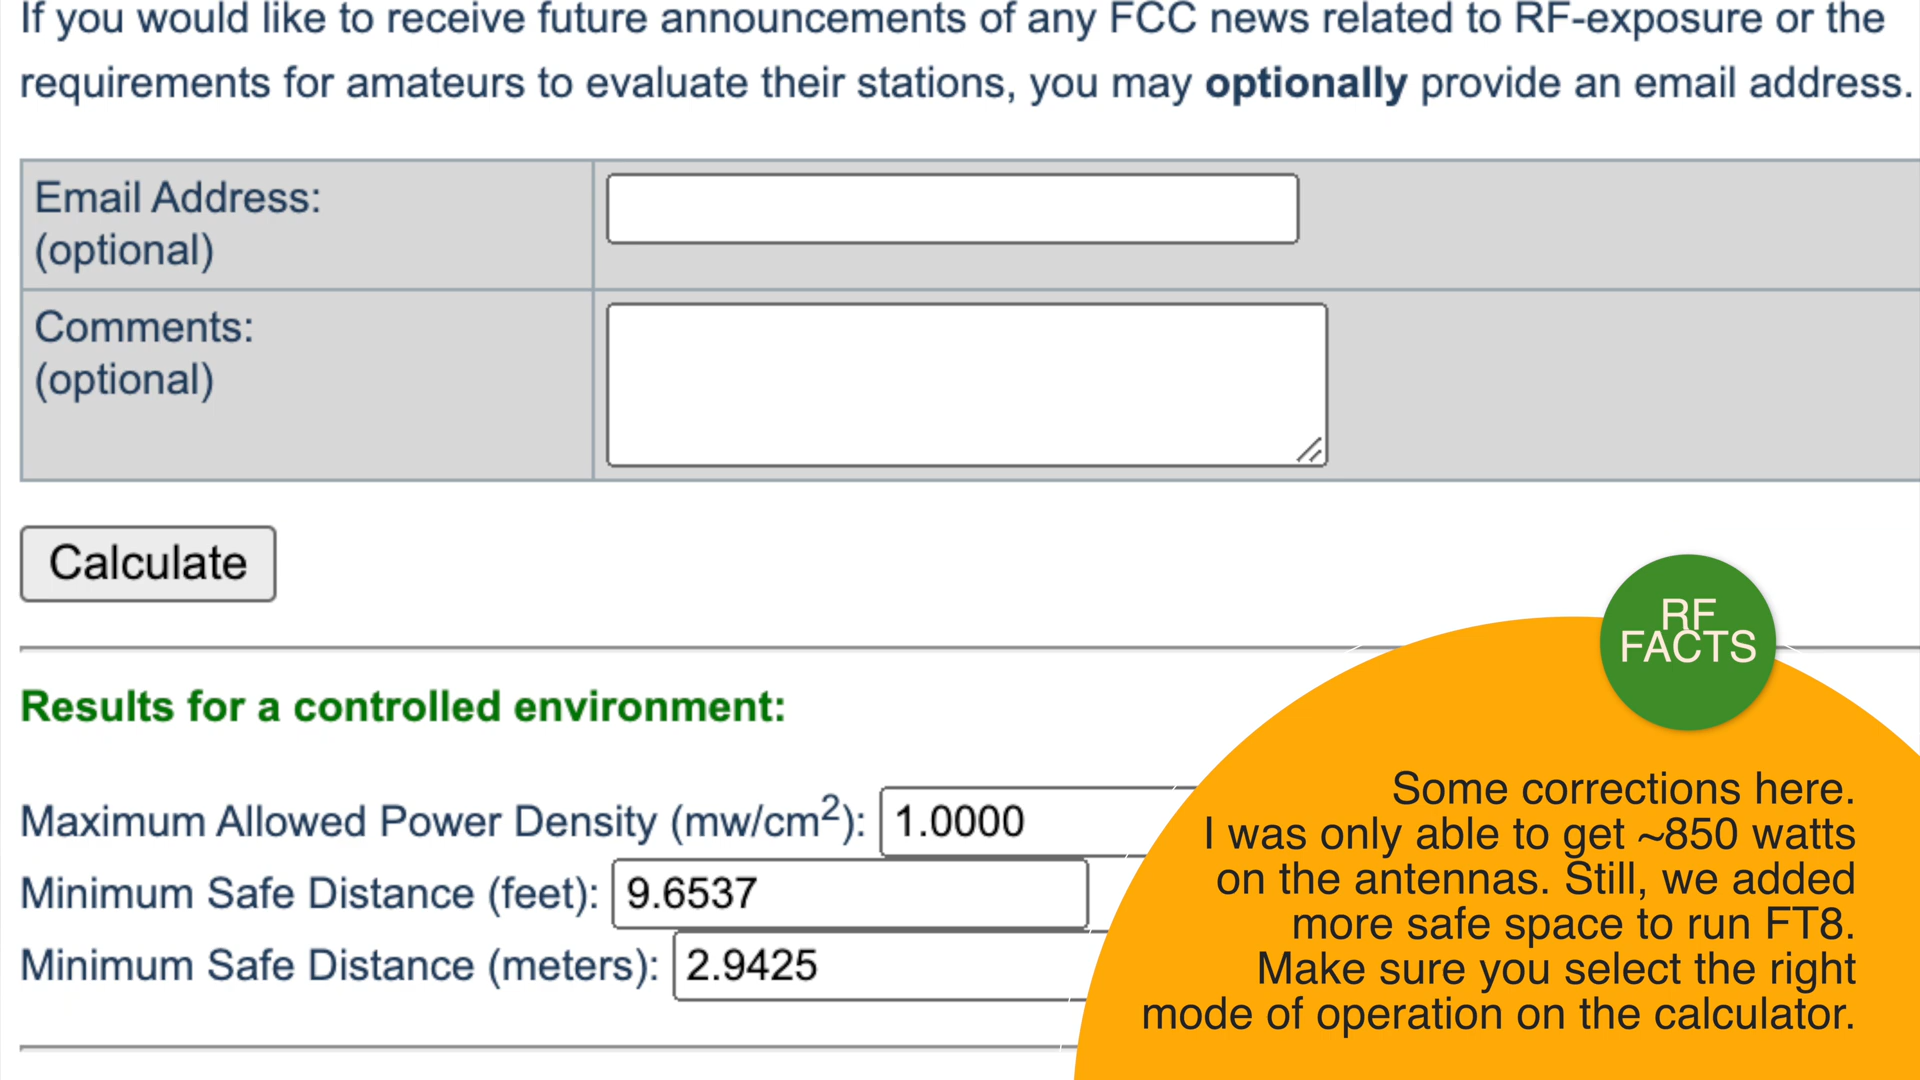 If you would like to receive future announcements of any FCC news related to RF-exposure or the
requirements for amateurs to evaluate their stations, you may optionally provide an email address.
Email Address:
(optional)
Comments:
(optional)
Calculate
Results for a controlled environment:
Maximum Allowed Power Density (mw/cm²): 1.0000
Minimum Safe Distance (feet): 9.6537
Minimum Safe Distance (meters): 2.9425
RF
FACTS
Some corrections here.
I was only able to get ~850 watts
on the antennas. Still, we added
more safe space to run FT8.
Make sure you select the right
mode of operation on the calculator.